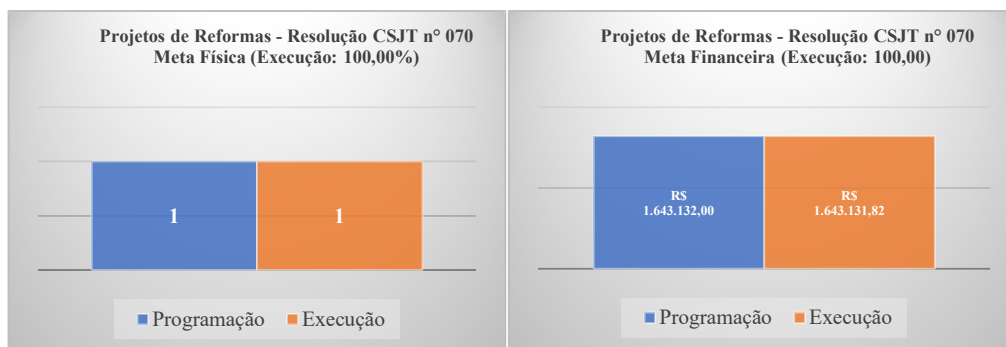 Projetos de Reformas - Resolução CSJT n° 070
Meta Física (Execução: 100,00%)
1
1
Programação
Execução
Projetos de Reformas - Resolução CSJT n° 070
Meta Financeira (Execução: 100,00)
R$
1.643.132,00
R$
1.643.131,82
Programação
Execução